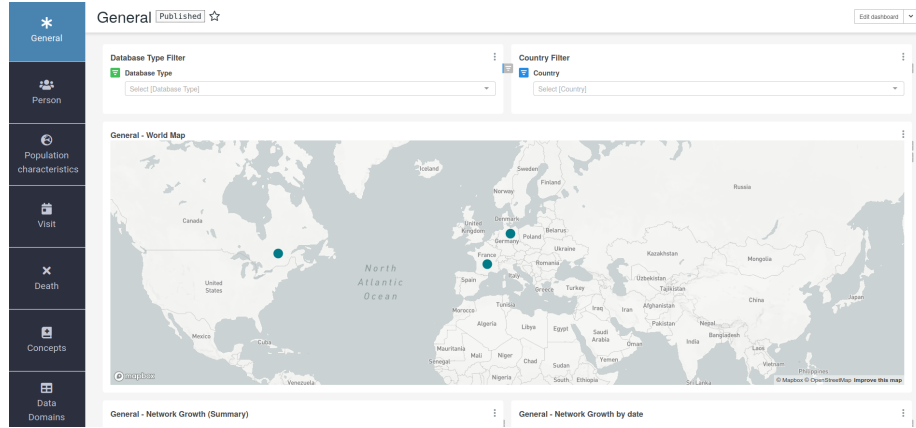 General Published
Edit dashboard
General
Person
Population
characteristics
Visit
Death
Concepts
Data
Domains
Database Type Filter
Database Type
Select [Database Type]
Country Filter
Country
Select [Country]
General - World Map
Iceland
Sweden
Finland
Norway
Russia
Canada
United
Kingdom
Denmark
Belarus
Poland
Germany
Ukraine
France
Romania
Kazakhstan
Mongolia
North
Atlantic
Ocean
United
States
Spain
Italy
Greece
Turkey
Uzbekistan
Tajikistan
China
Japan
Morocco
Tunisia
Iraq
Iran
Afghanistan
Algeria
Libya
Egypt
Saudi
Arabia
Pakistan
Nepal
Bangladesh
Mexico
Cuba
Oman
India
Laos
Mauritania
Mali
Niger
Chad
Sudan
Yemen
Senegal
Vietnam
Philippines
Venezuela
Nigeria
South
Ethiopia
Sri Lanka
mapbox
© Mapbox © OpenStreetMap Improve this map
General - Network Growth (Summary)
General - Network Growth by date